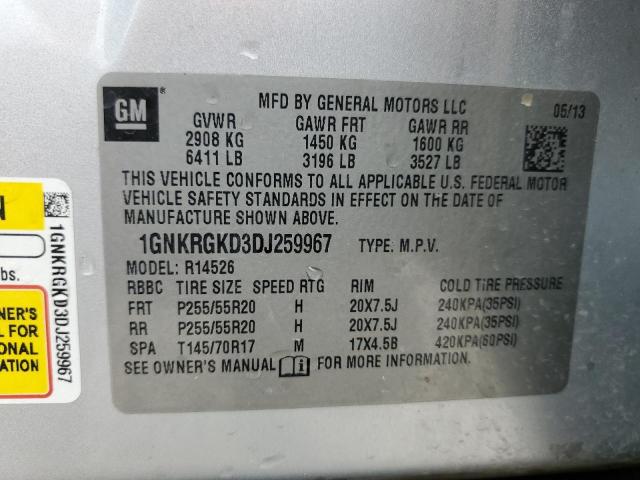 GM
®
MFD BY GENERAL MOTORS LLC 05/13
GVWR GAWR FRT GAWR RR
2908 KG 1450 KG 1600 KG
6411 LB 3196 LB 3527 LB
THIS VEHICLE CONFORMS TO ALL APPLICABLE U.S. FEDERAL MOTOR
VEHICLE SAFETY STANDARDS IN EFFECT ON THE DATE OF
MANUFACTURE SHOWN ABOVE.
1GNKRGKD3DJ259967 TYPE: M.P.V.
MODEL: R14526
RBBC TIRE SIZE SPEED RTG RIM COLD TIRE PRESSURE
FRT P255/55R20 H 20X7.5J 240KPA(35PSI)
RR P255/55R20 H 20X7.5J 240KPA(35PSI)
SPA T145/70R17 M 17X4.5B 420KPA(60PSI)
SEE OWNER'S MANUAL FOR MORE INFORMATION.
N
lbs.
WNER'S
L FOR
ONAL
ATION
1GNKRGKD3DJ259967